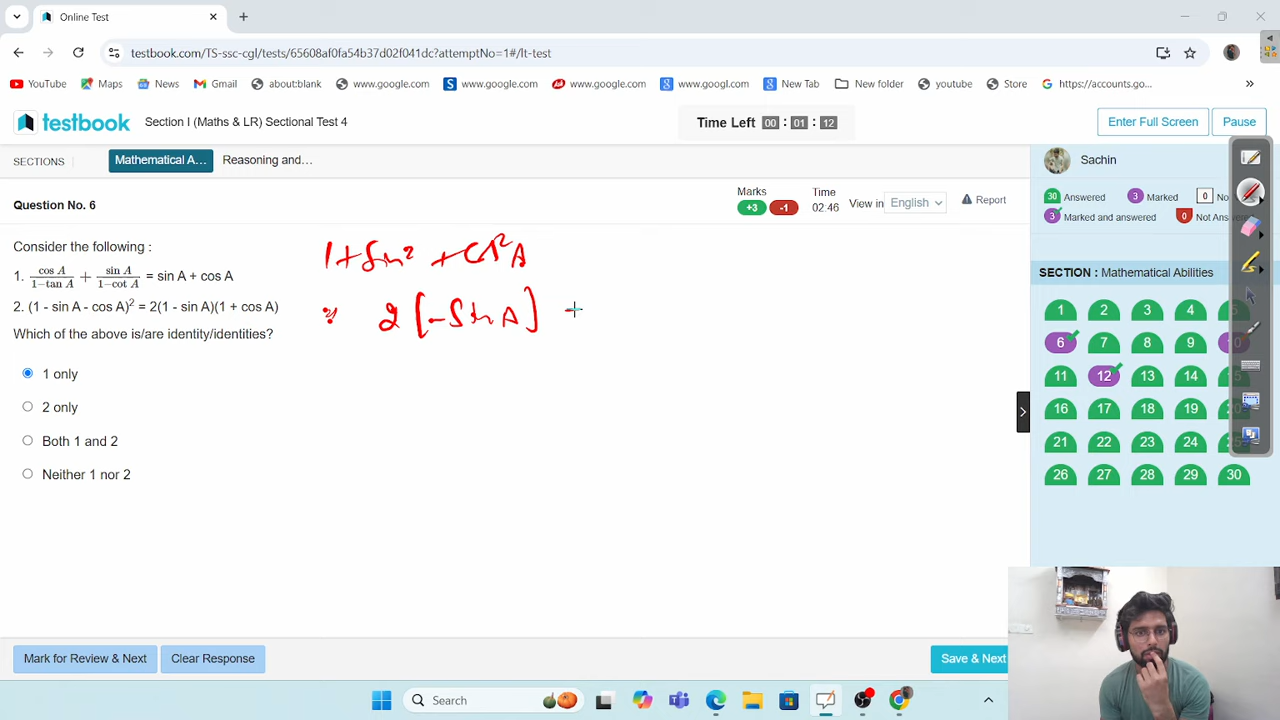 Online Test
testbook.com/TS-ssc-cgl/tests/65608af0fa54b37d02f041dc?attemptNo=1#/lt-test
YouTube Maps News Gmail about:blank www.google.com www.google.com www.google.com www.googl.com New Tab New folder youtube Store https://accounts.go...
testbook Section I (Maths & LR) Sectional Test 4 Time Left 00 : 01 : 12 Enter Full Screen Pause
SECTIONS Mathematical A... Reasoning and... Sachin
Question No. 6 Marks +3 -1 Time 02:46 View in English Report
30 Answered 3 Marked 0
3 Marked and answered 0
Consider the following :
1. cos A/1−tan A + sin A/1−cot A = sin A + cos A
2. (1 - sin A - cos A)² = 2(1 - sin A)(1 + cos A)
Which of the above is/are identity/identities?
1 only
2 only
Both 1 and 2
Neither 1 nor 2
1+Sin² + Cos²A
2 [-Sin A]
SECTION : Mathematical Abilities
1 2 3 4 5
6 7 8 9 10
11 12 13 14 15
16 17 18 19 20
21 22 23 24 25
26 27 28 29 30
Mark for Review & Next Clear Response Save & Next
Search